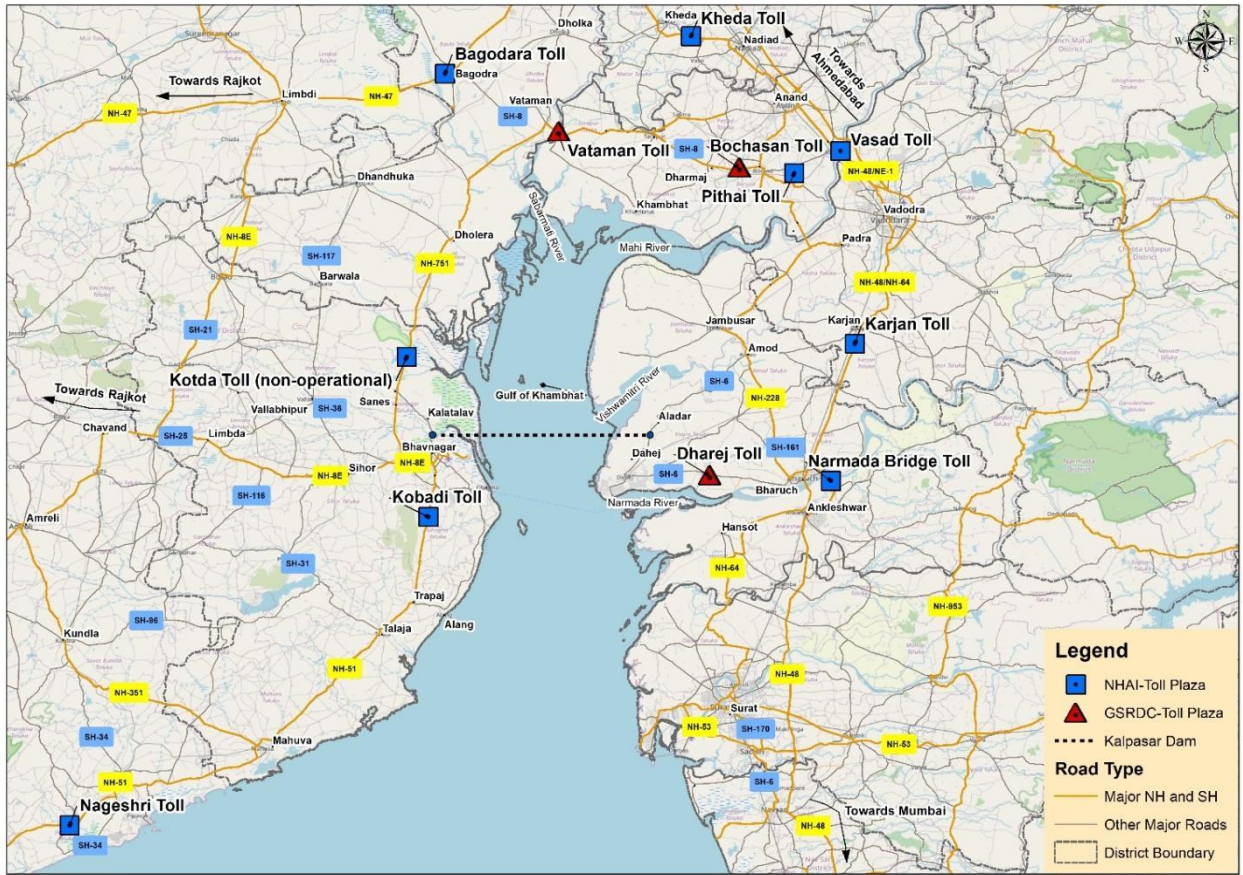 Kheda
Kheda Toll
Dholka
Nadiad
N
W
E
S
Bagodara Toll
Bagodra
Towards Rajkot
Limbdi
NH-47
NH-47
Towards
Ahmedabad
Vataman
SH-8
Anand
Vataman Toll
SH-8
Bochasan Toll
Vasad Toll
Dharmaj
NH-48/NE-1
Pithai Toll
Dhandhuka
Khambhat
Vadodra
Sabarmati River
NH-8E
Dholera
Mahi River
Padra
SH-117
NH-751
Barwala
NH-48/NH-64
SH-21
Jambusar
Karjan
Karjan Toll
Amod
Kotda Toll (non-operational)
Towards Rajkot
Gulf of Khambhat
Vishwamitri River
SH-6
NH-228
Vallabhipur
SH-36
Sanes
Kalatalav
Aladar
Chavand
SH-25
Limbda
Bhavnagar
SH-161
Dahej
Dharej Toll
Narmada Bridge Toll
NH-8E
Sihor
NH-8E
SH-6
Bharuch
SH-116
Kobadi Toll
Narmada River
Ankleshwar
Amreli
Hansot
SH-31
NH-64
Trapaj
NH-953
SH-96
Alang
Kundla
Talaja
NH-51
NH-48
NH-351
Surat
SH-34
NH-53
SH-170
NH-53
Mahuva
NH-51
SH-6
Nageshri Toll
Towards Mumbai
NH-48
SH-34
Legend
NHAI-Toll Plaza
GSRDC-Toll Plaza
Kalpasar Dam
Road Type
Major NH and SH
Other Major Roads
District Boundary